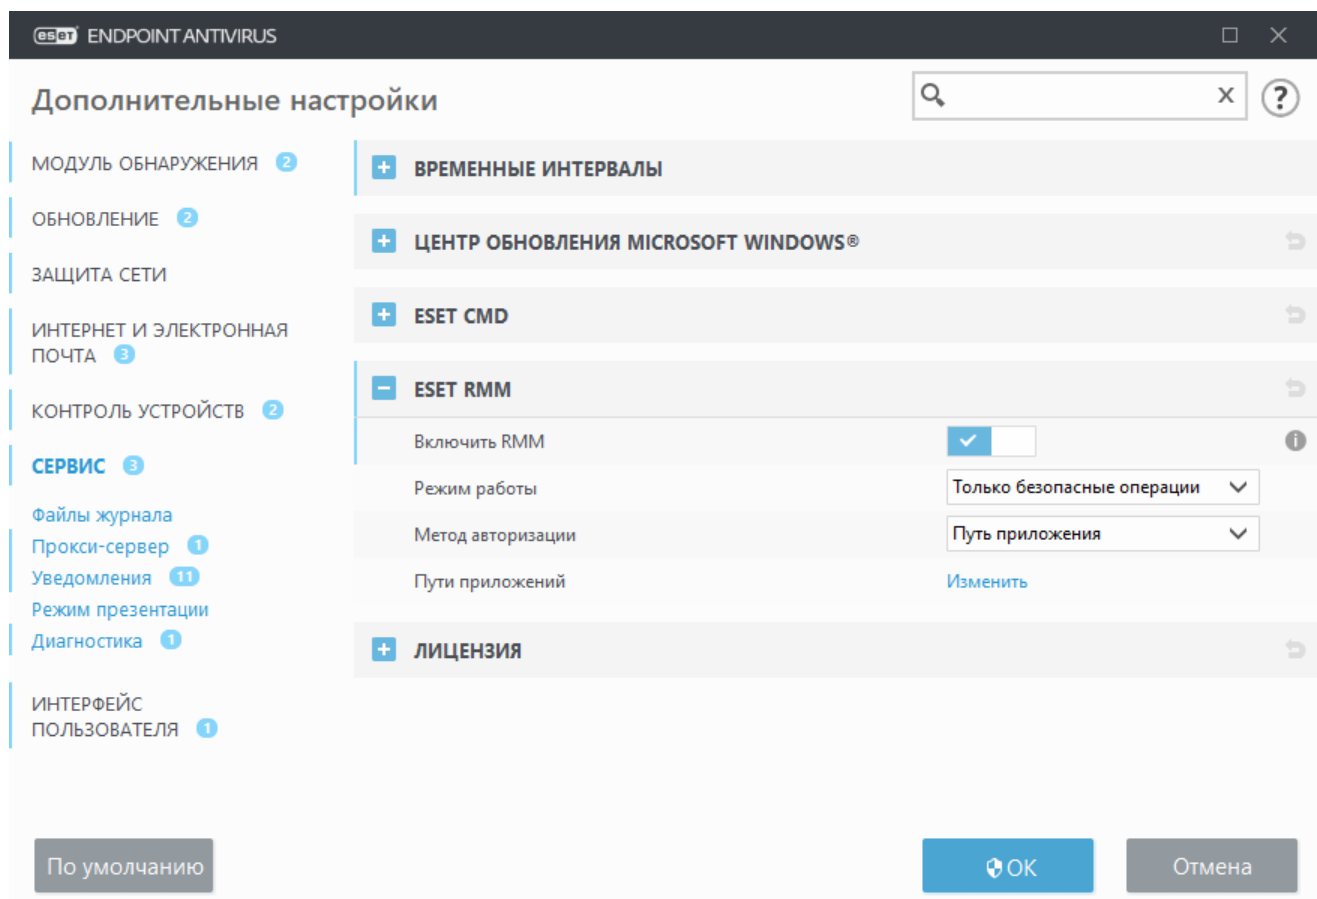 eset ENDPOINT ANTIVIRUS
Дополнительные настройки
МОДУЛЬ ОБНАРУЖЕНИЯ 2
ОБНОВЛЕНИЕ 2
ЗАЩИТА СЕТИ
ИНТЕРНЕТ И ЭЛЕКТРОННАЯ
ПОЧТА 3
КОНТРОЛЬ УСТРОЙСТВ 2
СЕРВИС 3
Файлы журнала
Прокси-сервер 1
Уведомления 11
Режим презентации
Диагностика 1
ИНТЕРФЕЙС
ПОЛЬЗОВАТЕЛЯ 1
ВРЕМЕННЫЕ ИНТЕРВАЛЫ
ЦЕНТР ОБНОВЛЕНИЯ MICROSOFT WINDOWS®
ESET CMD
ESET RMM
Включить RMM
Режим работы Только безопасные операции
Метод авторизации Путь приложения
Пути приложений Изменить
ЛИЦЕНЗИЯ
По умолчанию OK Отмена